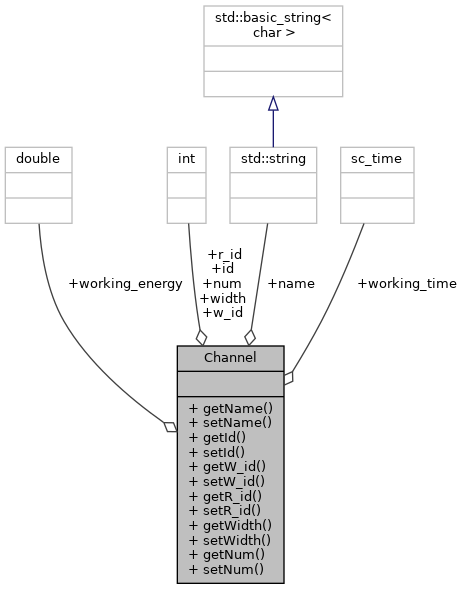 std::basic_string<
char >
double
int
std::string
sc_time
+working_energy
+r_id
+id
+num
+width
+w_id
+name
+working_time
Channel
+ getName()
+ setName()
+ getId()
+ setId()
+ getW_id()
+ setW_id()
+ getR_id()
+ setR_id()
+ getWidth()
+ setWidth()
+ getNum()
+ setNum()